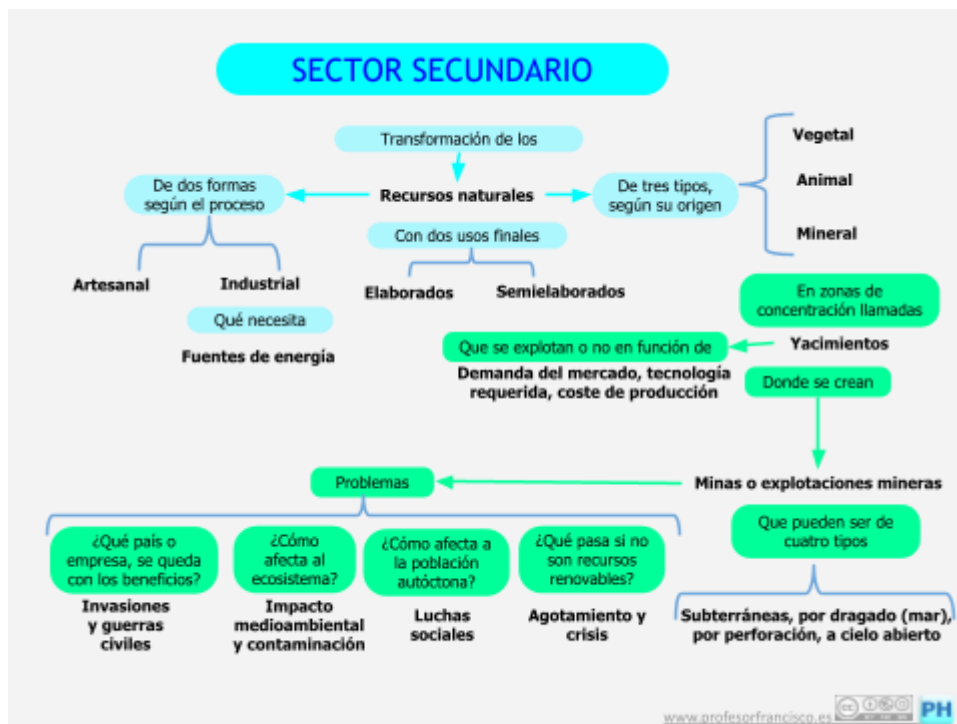 SECTOR SECUNDARIO
Transformación de los
Recursos naturales
De dos formas
según el proceso
Artesanal
Industrial
Qué necesita
Fuentes de energía
Con dos usos finales
Elaborados
Semielaborados
De tres tipos,
según su origen
Vegetal
Animal
Mineral
En zonas de
concentración llamadas
Yacimientos
Que se explotan o no en función de
Demanda del mercado, tecnología
requerida, coste de producción
Donde se crean
Minas o explotaciones mineras
Que pueden ser de
cuatro tipos
Subterráneas, por dragado (mar),
por perforación, a cielo abierto
Problemas
¿Qué país o
empresa, se queda
con los beneficios?
Invasiones
y guerras
civiles
¿Cómo
afecta al
ecosistema?
Impacto
medioambiental
y contaminación
¿Cómo afecta a
la población
autóctona?
Luchas
sociales
¿Qué pasa si no
son recursos
renovables?
Agotamiento y
crisis
www.profesorfrancisco.es
PH